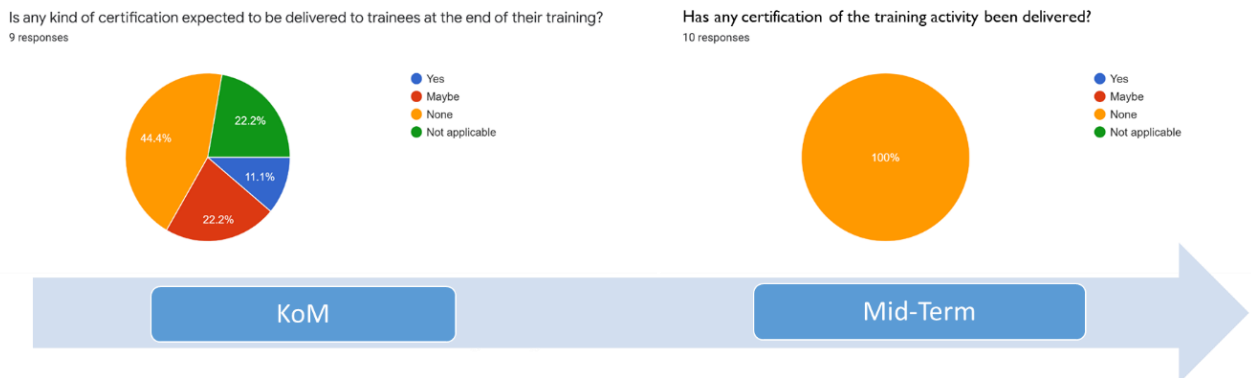 Is any kind of certification expected to be delivered to trainees at the end of their training?
9 responses
Yes
Maybe
None
Not applicable
44.4%
22.2%
11.1%
22.2%
Has any certification of the training activity been delivered?
10 responses
Yes
Maybe
None
Not applicable
100%
KoM
Mid-Term